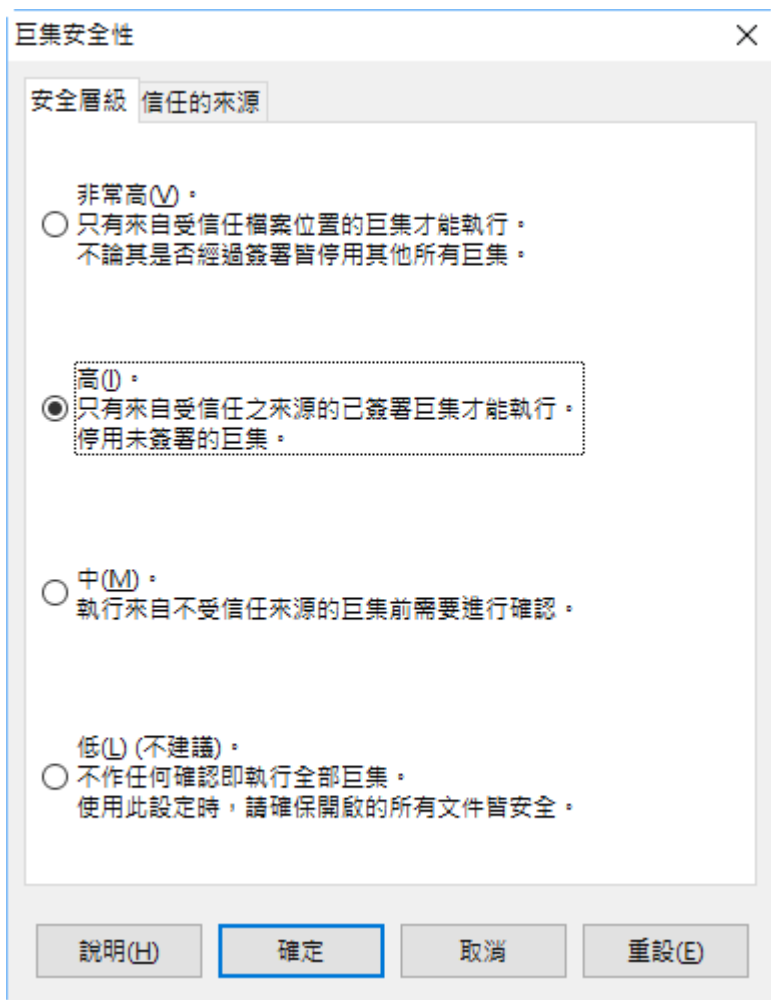 巨集安全性
安全層級
信任的來源
非常高(V)。
只有來自受信任檔案位置的巨集才能執行。
不論其是否經過簽署皆停用其他所有巨集。
高(I)。
只有來自受信任之來源的已簽署巨集才能執行。
停用未簽署的巨集。
中(M)。
執行來自不受信任來源的巨集前需要進行確認。
低(L) (不建議)。
不作任何確認即執行全部巨集。
使用此設定時，請確保開啟的所有文件皆安全。
說明(H)
確定
取消
重設(E)